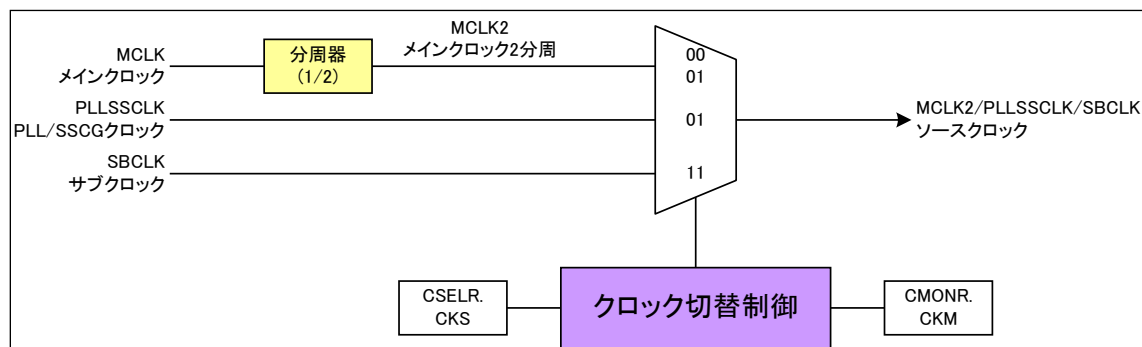 MCLK
メインクロック
分周器
(1/2)
MCLK2
メインクロック2分周
00
01
PLLSSCLK
PLL/SSCGクロック
01
MCLK2/PLLSSCLK/SBCLK
ソースクロック
SBCLK
サブクロック
11
CSELR.
CKS
クロック切替制御
CMONR.
CKM